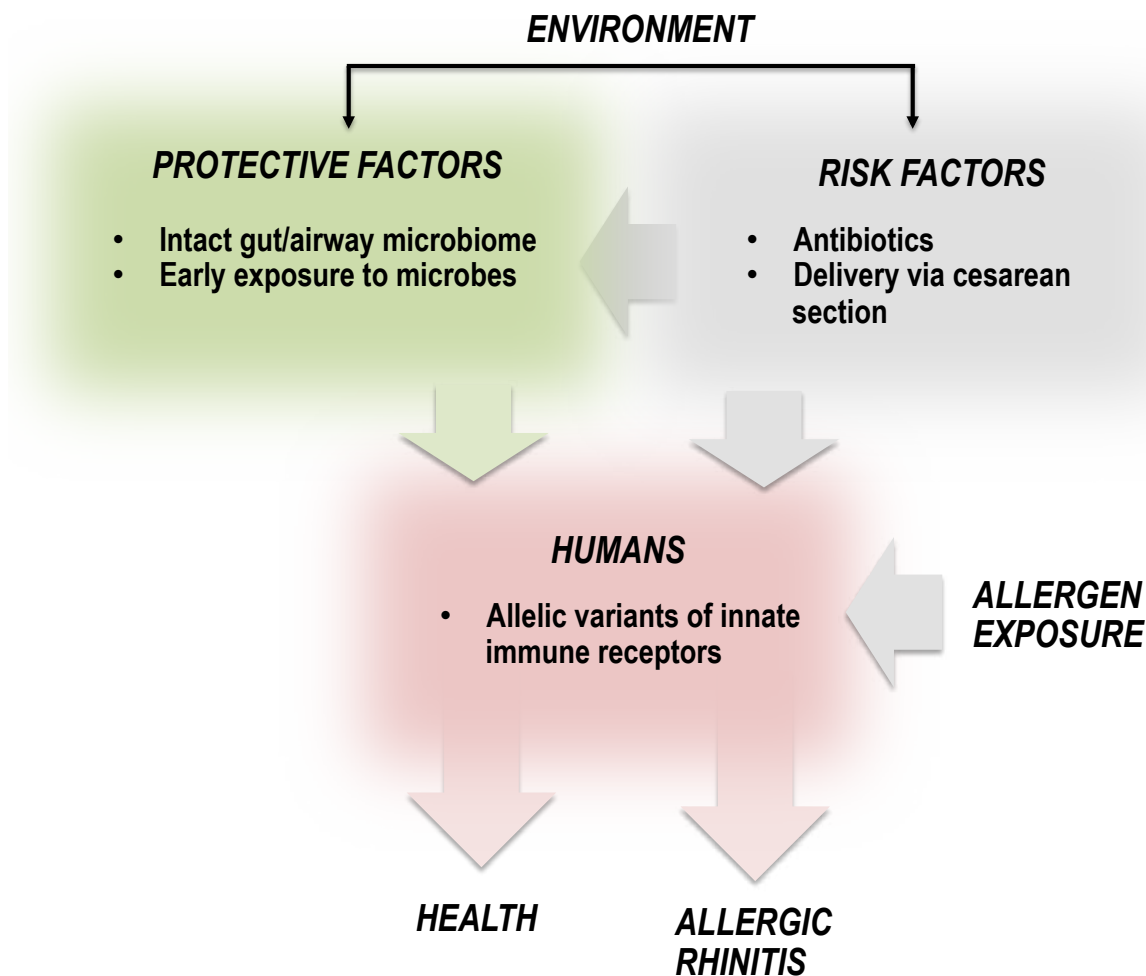 ENVIRONMENT
PROTECTIVE FACTORS
• Intact gut/airway microbiome
• Early exposure to microbes
RISK FACTORS
• Antibiotics
• Delivery via cesarean
section
HUMANS
• Allelic variants of innate
immune receptors
ALLERGEN
EXPOSURE
HEALTH
ALLERGIC
RHINITIS